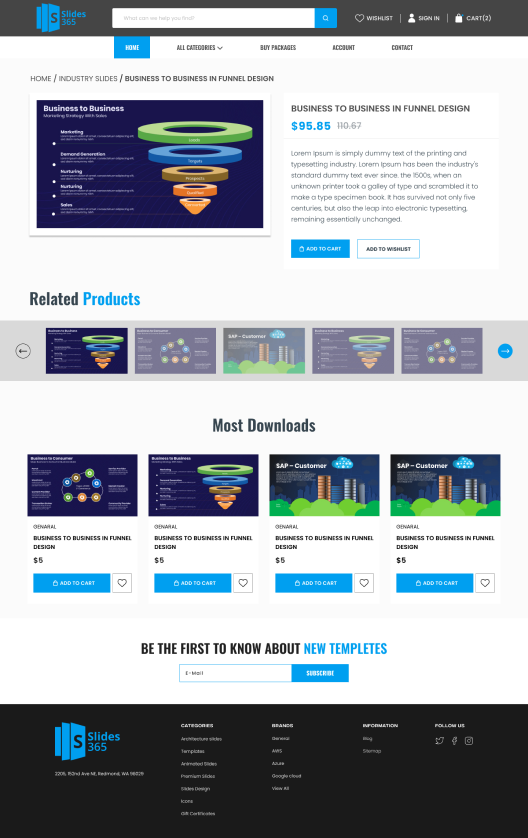 Slides
365
What can we help you find?
WISHLIST
SIGN IN
CART(2)
HOME
ALL CATEGORIES
BUY PACKAGES
ACCOUNT
CONTACT
HOME / INDUSTRY SLIDES / BUSINESS TO BUSINESS IN FUNNEL DESIGN
Business to Business
Marketing Strategy With Sales
Marketing
Demand Generation
Nurturing
Nurturing
Sales
Leads
Targets
Prospects
Qualified
BUSINESS TO BUSINESS IN FUNNEL DESIGN
$95.85 110.67
Lorem Ipsum is simply dummy text of the printing and
typesetting industry. Lorem Ipsum has been the industry's
standard dummy text ever since. the 1500s, when an
unknown printer took a galley of type and scrambled it to
make a type specimen book. It has survived not only five
centuries, but also the leap into electronic typesetting,
remaining essentially unchanged.
ADD TO CART
ADD TO WISHLIST
Related Products
Business to Business
Business to Consumer
SAP – Customer
Business to Business
Business to Consumer
Most Downloads
Business to Consumer
Business to Business
SAP – Customer
SAP – Customer
GENARAL
BUSINESS TO BUSINESS IN FUNNEL
DESIGN
$5
ADD TO CART
GENARAL
BUSINESS TO BUSINESS IN FUNNEL
DESIGN
$5
ADD TO CART
GENARAL
BUSINESS TO BUSINESS IN FUNNEL
DESIGN
$5
ADD TO CART
GENARAL
BUSINESS TO BUSINESS IN FUNNEL
DESIGN
$5
ADD TO CART
BE THE FIRST TO KNOW ABOUT NEW TEMPLETES
E-Mail
SUBSCRIBE
Slides
365
2205, 152nd Ave NE, Redmond, WA 98029
CATEGORIES
Architecture slides
Templates
Animated Slides
Premium Slides
Slides Design
Icons
Gift Certificates
BRANDS
General
AWS
Azure
Google cloud
View All
INFORMATION
Blog
Sitemap
FOLLOW US